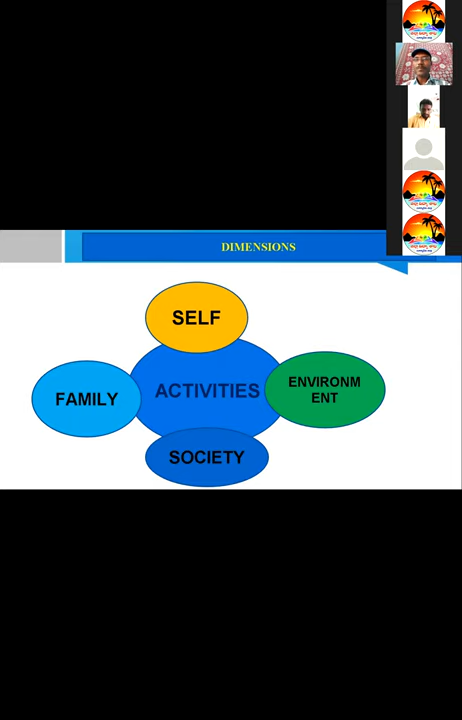 DIMENSIONS
SELF
ACTIVITIES
ENVIRONM
ENT
FAMILY
SOCIETY